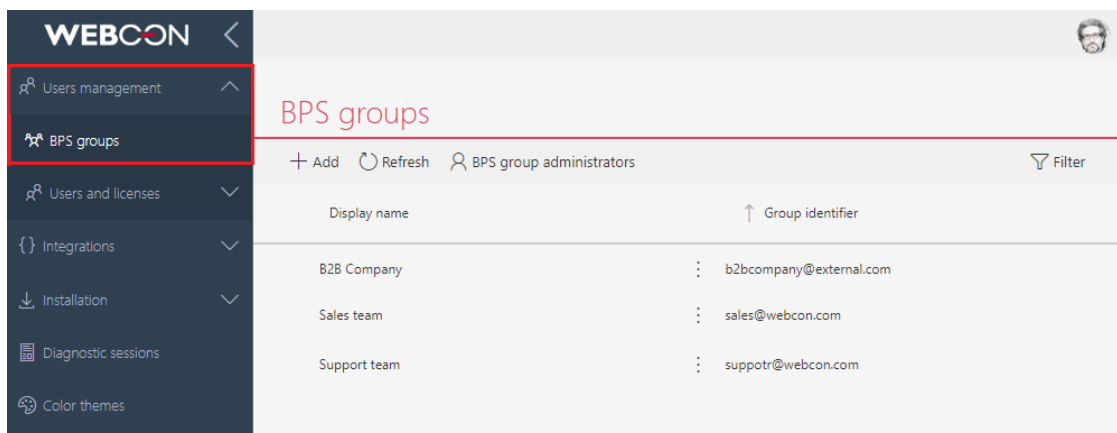 WEBCON
Users management
BPS groups
Users and licenses
{ } Integrations
Installation
Diagnostic sessions
Color themes
BPS groups
+ Add Refresh BPS group administrators Filter
Display name ↑ Group identifier
B2B Company b2bcompany@external.com
Sales team sales@webcon.com
Support team suppotr@webcon.com